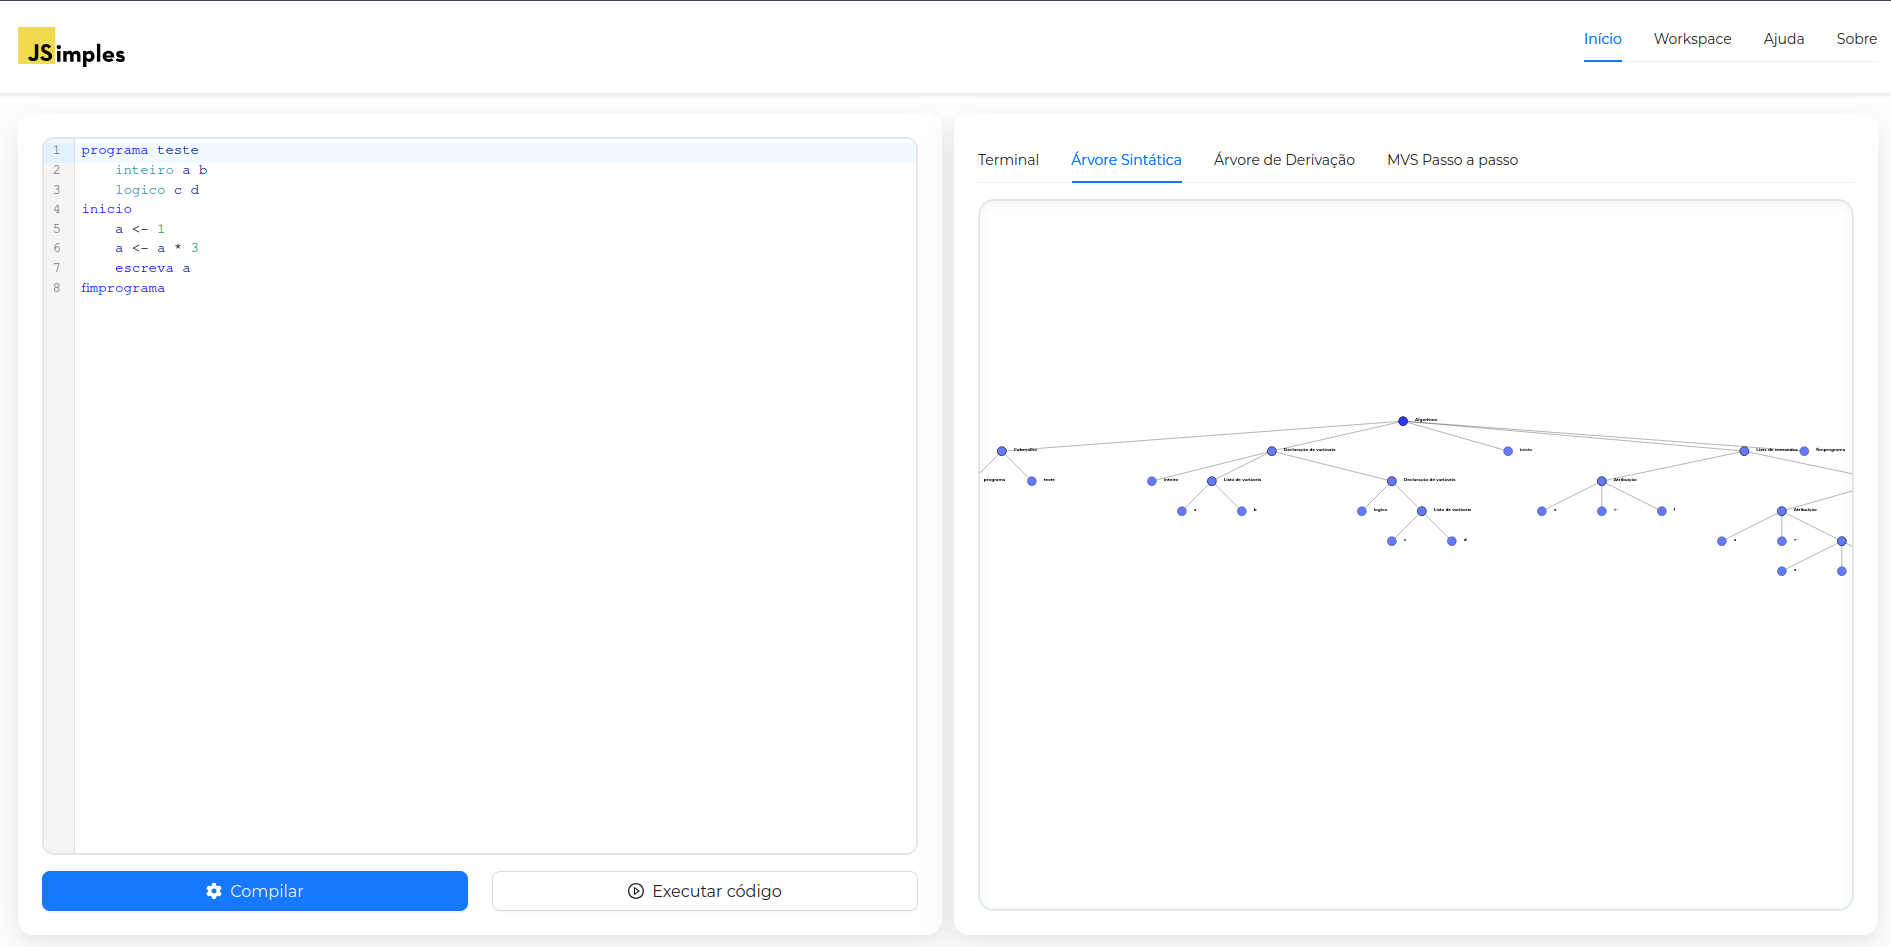 JSimples
Início Workspace Ajuda Sobre
1 programa teste
2 inteiro a b
3 logico c d
4 inicio
5 a <- 1
6 a <- a * 3
7 escreva a
8 fimprograma
Compilar
Executar código
Terminal Árvore Sintática Árvore de Derivação MVS Passo a passo
Algoritmo
Cabeçalho Declaração de variáveis inicio Lista de comandos fimprograma
programa teste inteiro Lista de variáveis Declaração de variáveis Atribuição
a b logico Lista de variáveis a <- 1 Atribuição
c d a <-
a